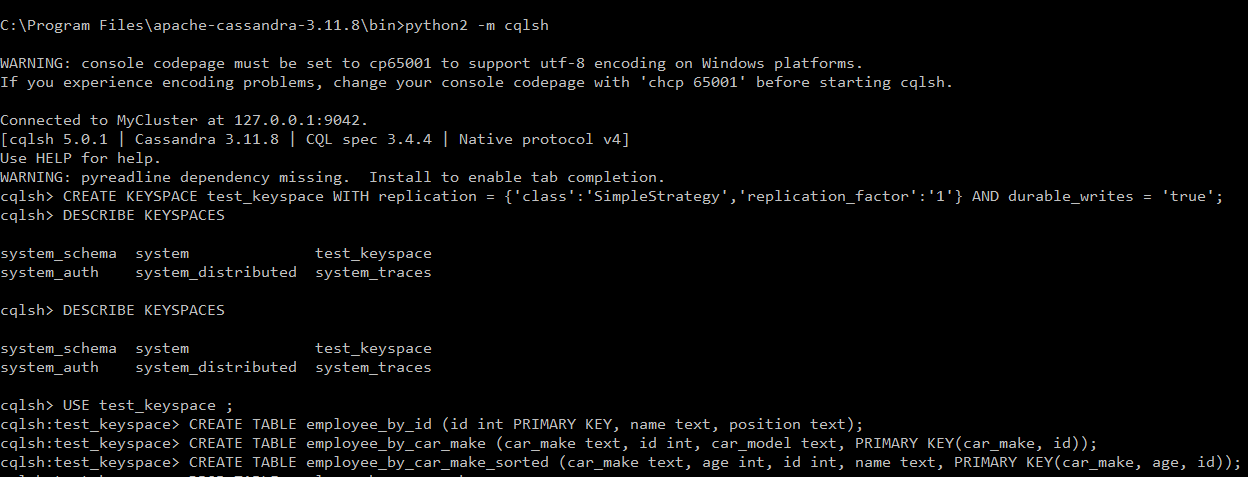 C:\Program Files\apache-cassandra-3.11.8\bin>python2 -m cqlsh
WARNING: console codepage must be set to cp65001 to support utf-8 encoding on Windows platforms.
If you experience encoding problems, change your console codepage with 'chcp 65001' before starting cqlsh.
Connected to MyCluster at 127.0.0.1:9042.
[cqlsh 5.0.1 | Cassandra 3.11.8 | CQL spec 3.4.4 | Native protocol v4]
Use HELP for help.
WARNING: pyreadline dependency missing.  Install to enable tab completion.
cqlsh> CREATE KEYSPACE test_keyspace WITH replication = {'class':'SimpleStrategy','replication_factor':'1'} AND durable_writes = 'true';
cqlsh> DESCRIBE KEYSPACES
system_schema  system              test_keyspace
system_auth    system_distributed  system_traces
cqlsh> DESCRIBE KEYSPACES
system_schema  system              test_keyspace
system_auth    system_distributed  system_traces
cqlsh> USE test_keyspace ;
cqlsh:test_keyspace> CREATE TABLE employee_by_id (id int PRIMARY KEY, name text, position text);
cqlsh:test_keyspace> CREATE TABLE employee_by_car_make (car_make text, id int, car_model text, PRIMARY KEY(car_make, id));
cqlsh:test_keyspace> CREATE TABLE employee_by_car_make_sorted (car_make text, age int, id int, name text, PRIMARY KEY(car_make, age, id));